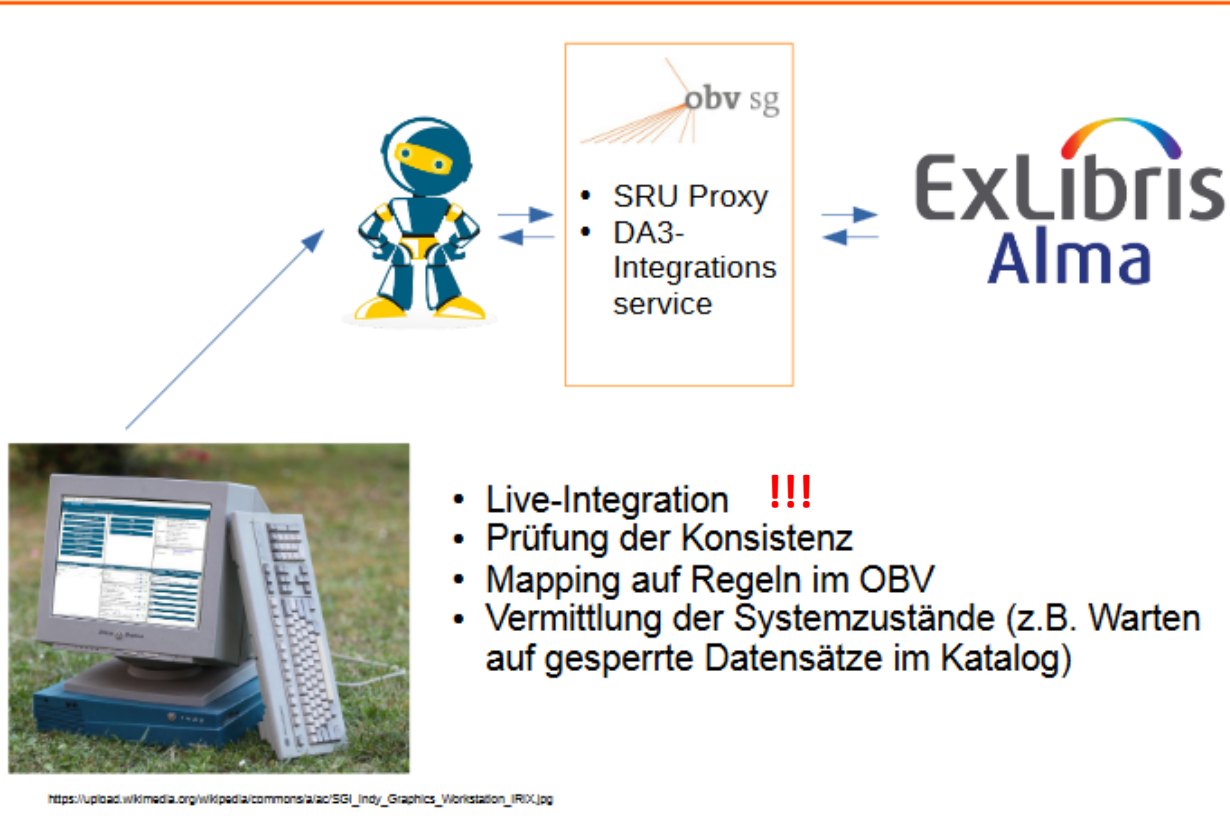 obv sg
• SRU Proxy
• DA3-
Integrations
service
ExLibris
Alma
• Live-Integration !!!
• Prüfung der Konsistenz
• Mapping auf Regeln im OBV
• Vermittlung der Systemzustände (z.B. Warten
auf gesperrte Datensätze im Katalog)
https://upload.wikimedia.org/wikipedia/commons/a/ac/SGI_Indy_Graphics_Workstation_IRIX.jpg